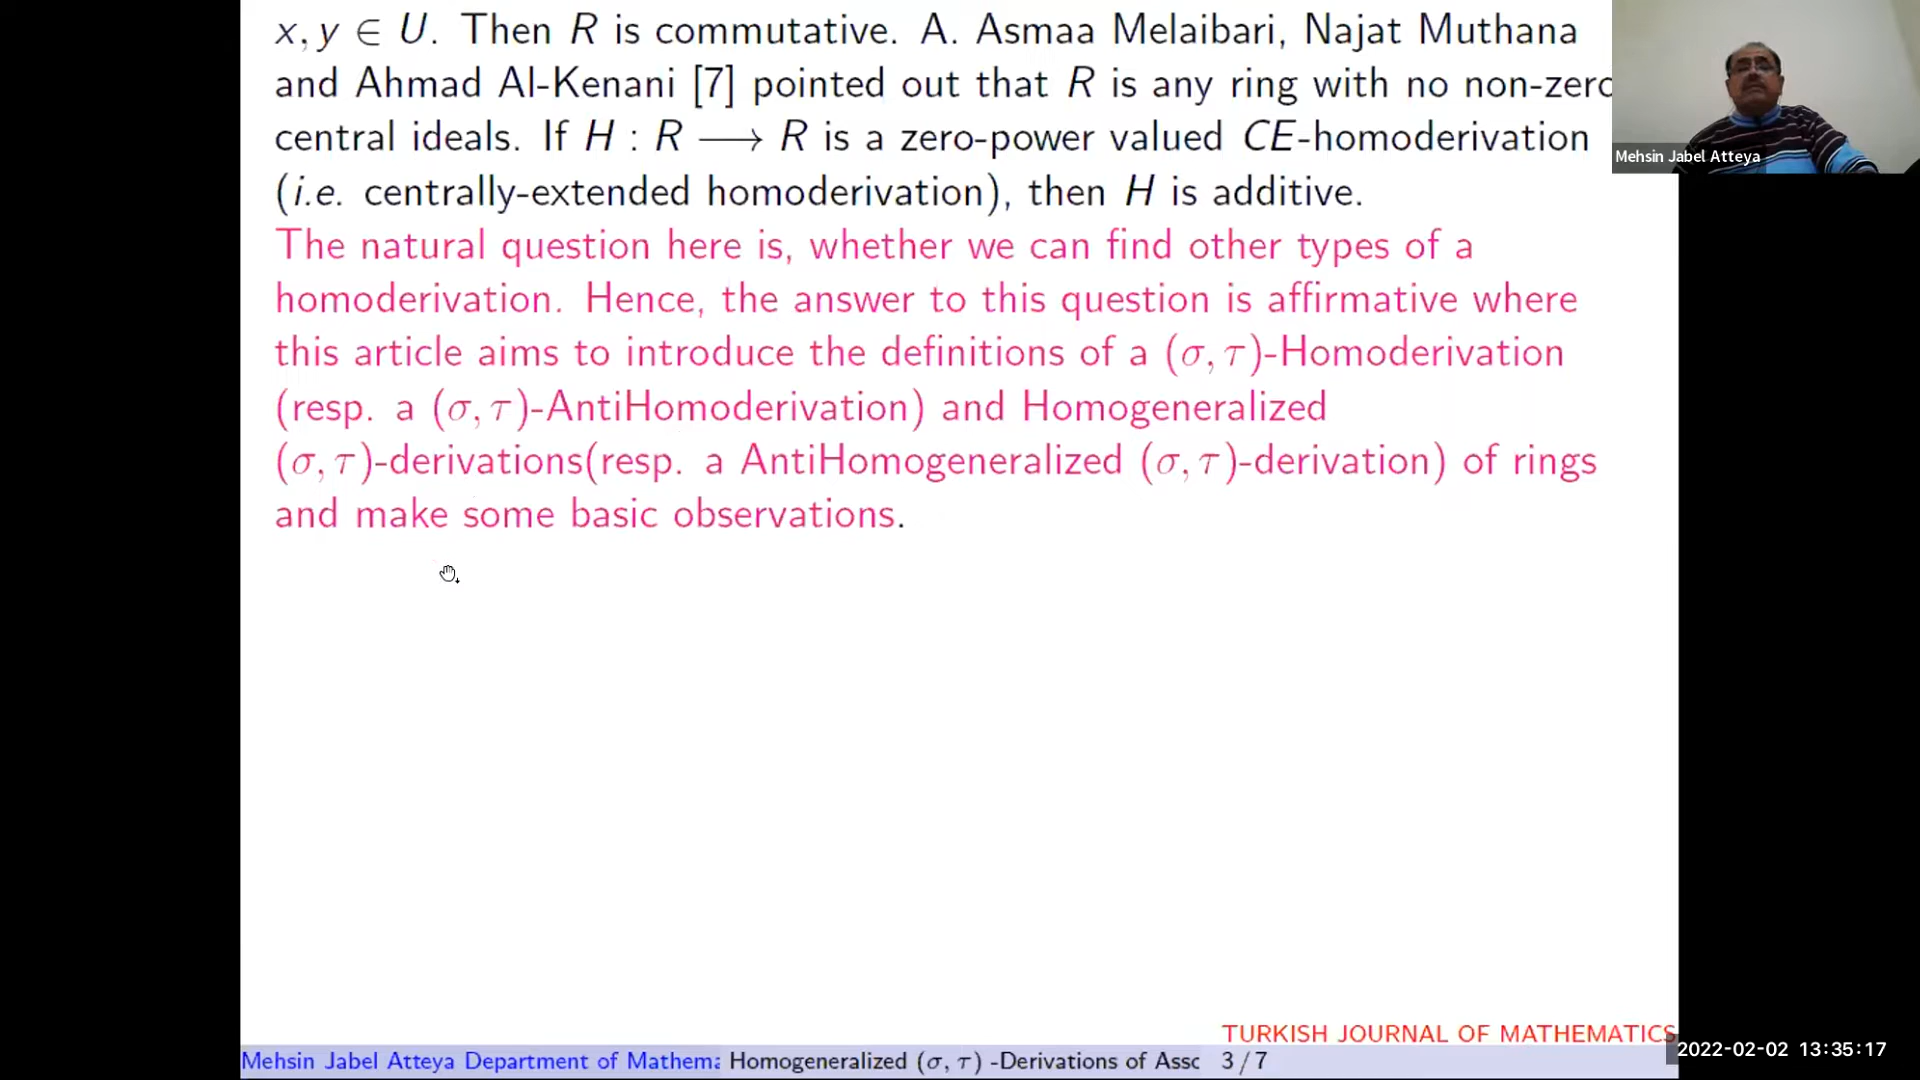 x, y ∈ U. Then R is commutative. A. Asmaa Melaibari, Najat Muthana
and Ahmad Al-Kenani [7] pointed out that R is any ring with no non-zero
central ideals. If H : R ⟶ R is a zero-power valued CE-homoderivation
(i.e. centrally-extended homoderivation), then H is additive.
The natural question here is, whether we can find other types of a
homoderivation. Hence, the answer to this question is affirmative where
this article aims to introduce the definitions of a (σ, τ)-Homoderivation
(resp. a (σ, τ)-AntiHomoderivation) and Homogeneralized
(σ, τ)-derivations(resp. a AntiHomogeneralized (σ, τ)-derivation) of rings
and make some basic observations.
Mehsin Jabel Atteya
TURKISH JOURNAL OF MATHEMATICS
Mehsin Jabel Atteya Department of Mathema Homogeneralized (σ, τ) -Derivations of Assc 3 / 7
2022-02-02 13:35:17